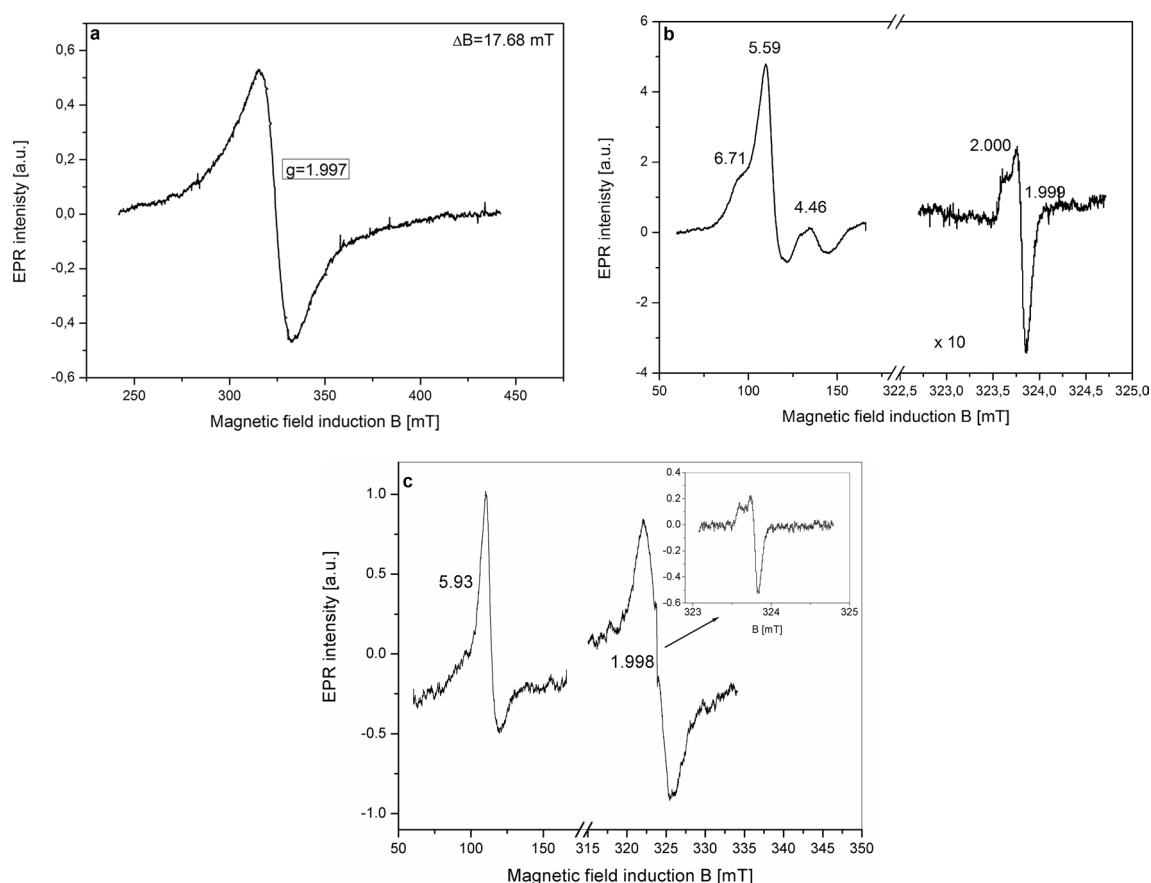 a
ΔB=17.68 mT
g=1.997
EPR intenisty [a.u.]
0,6
0,4
0,2
0,0
-0,2
-0,4
-0,6
250 300 350 400 450
Magnetic field induction B [mT]
b
5.59
6.71
4.46
2.000
1.999
x 10
EPR intenisty [a.u.]
6
4
2
0
-2
-4
50 100 150 322,5 323,0 323,5 324,0 324,5 325,0
Magnetic field induction B [mT]
c
5.93
1.998
EPR intensity [a.u.]
1.0
0.5
0.0
-0.5
-1.0
50 100 150 315 320 325 330 335 340 345 350
Magnetic field induction B [mT]
0.4
0.2
0.0
-0.2
-0.4
-0.6
323 324 325
B [mT]